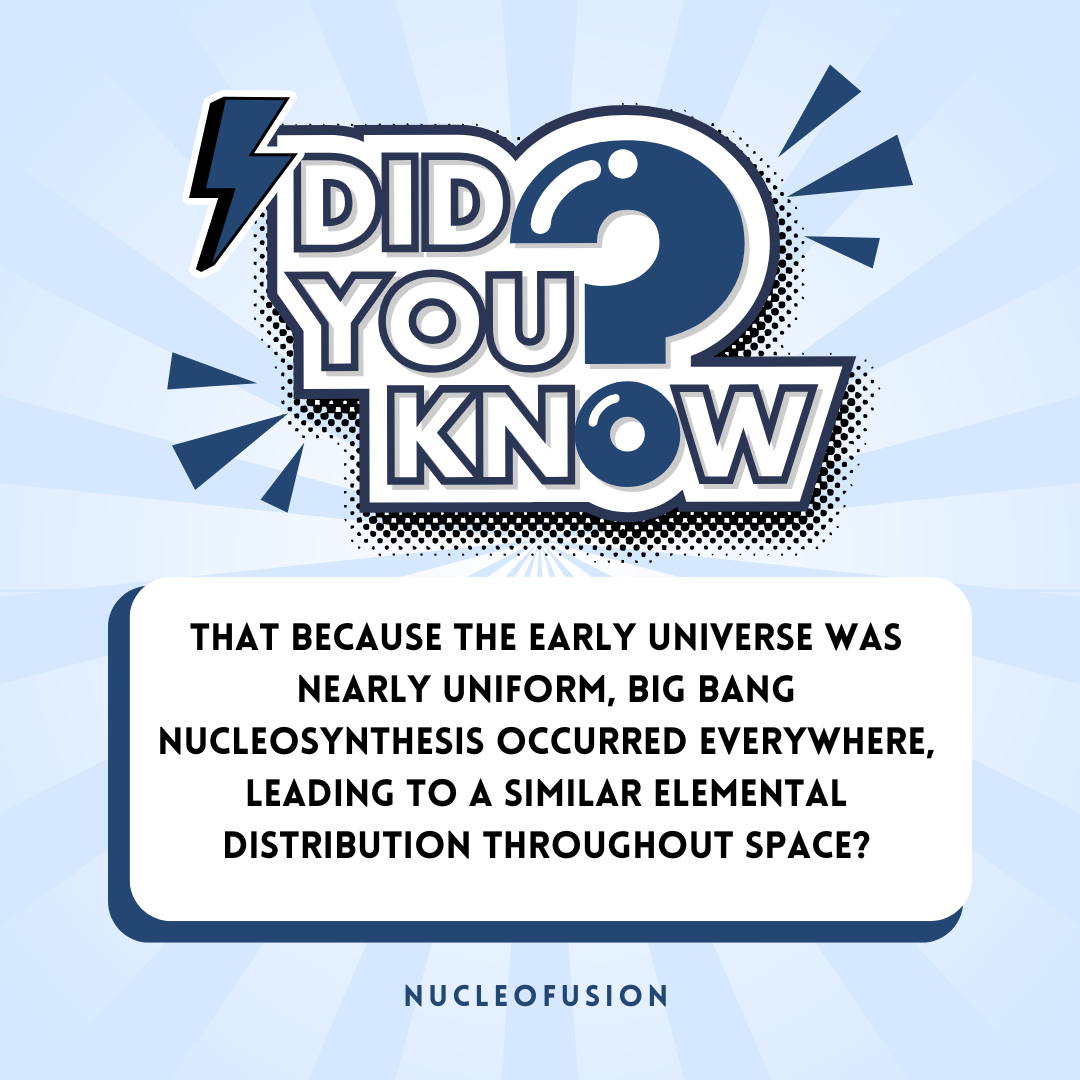 DID
YOU
KNOW
?
THAT BECAUSE THE EARLY UNIVERSE WAS
NEARLY UNIFORM, BIG BANG
NUCLEOSYNTHESIS OCCURRED EVERYWHERE,
LEADING TO A SIMILAR ELEMENTAL
DISTRIBUTION THROUGHOUT SPACE?
NUCLEOFUSION